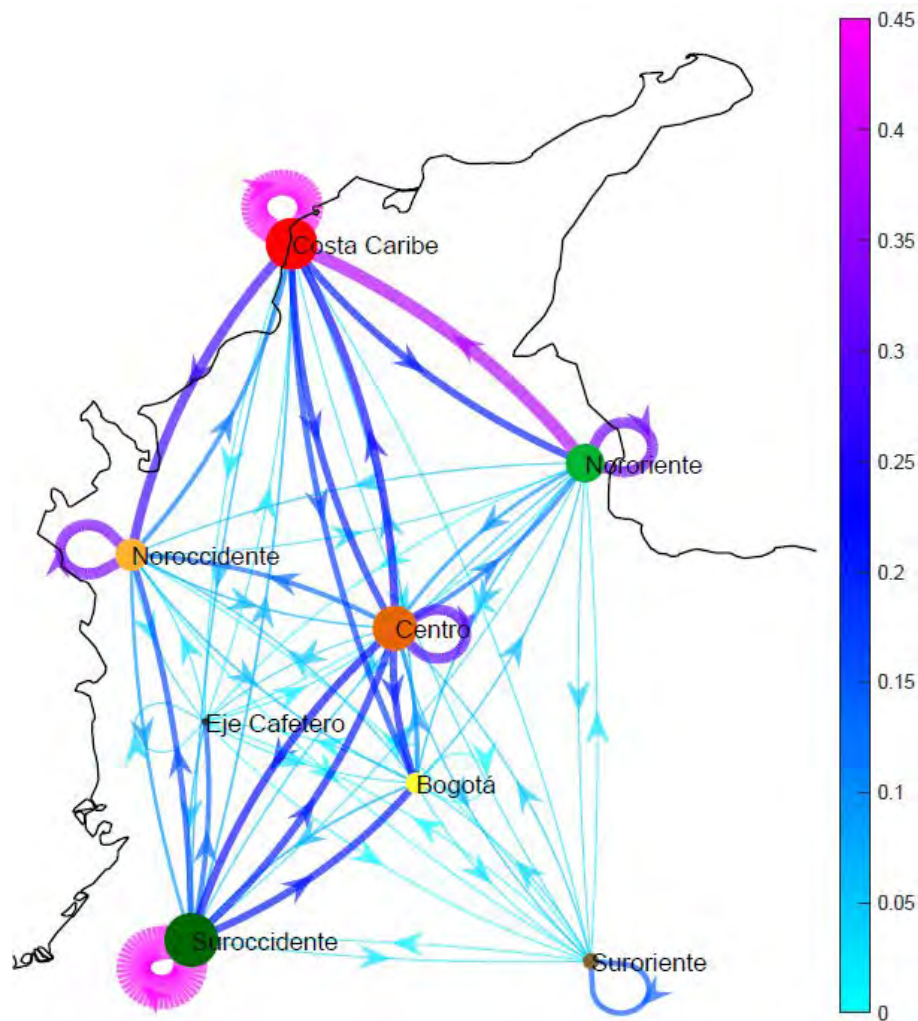 0.45
0.4
Costa Caribe
0.35
0.3
Nororiente
0.25
Noroccidente
0.2
Centro
0.15
Eje Cafetero
Bogotá
0.1
0.05
Suroccidente
Suroriente
0